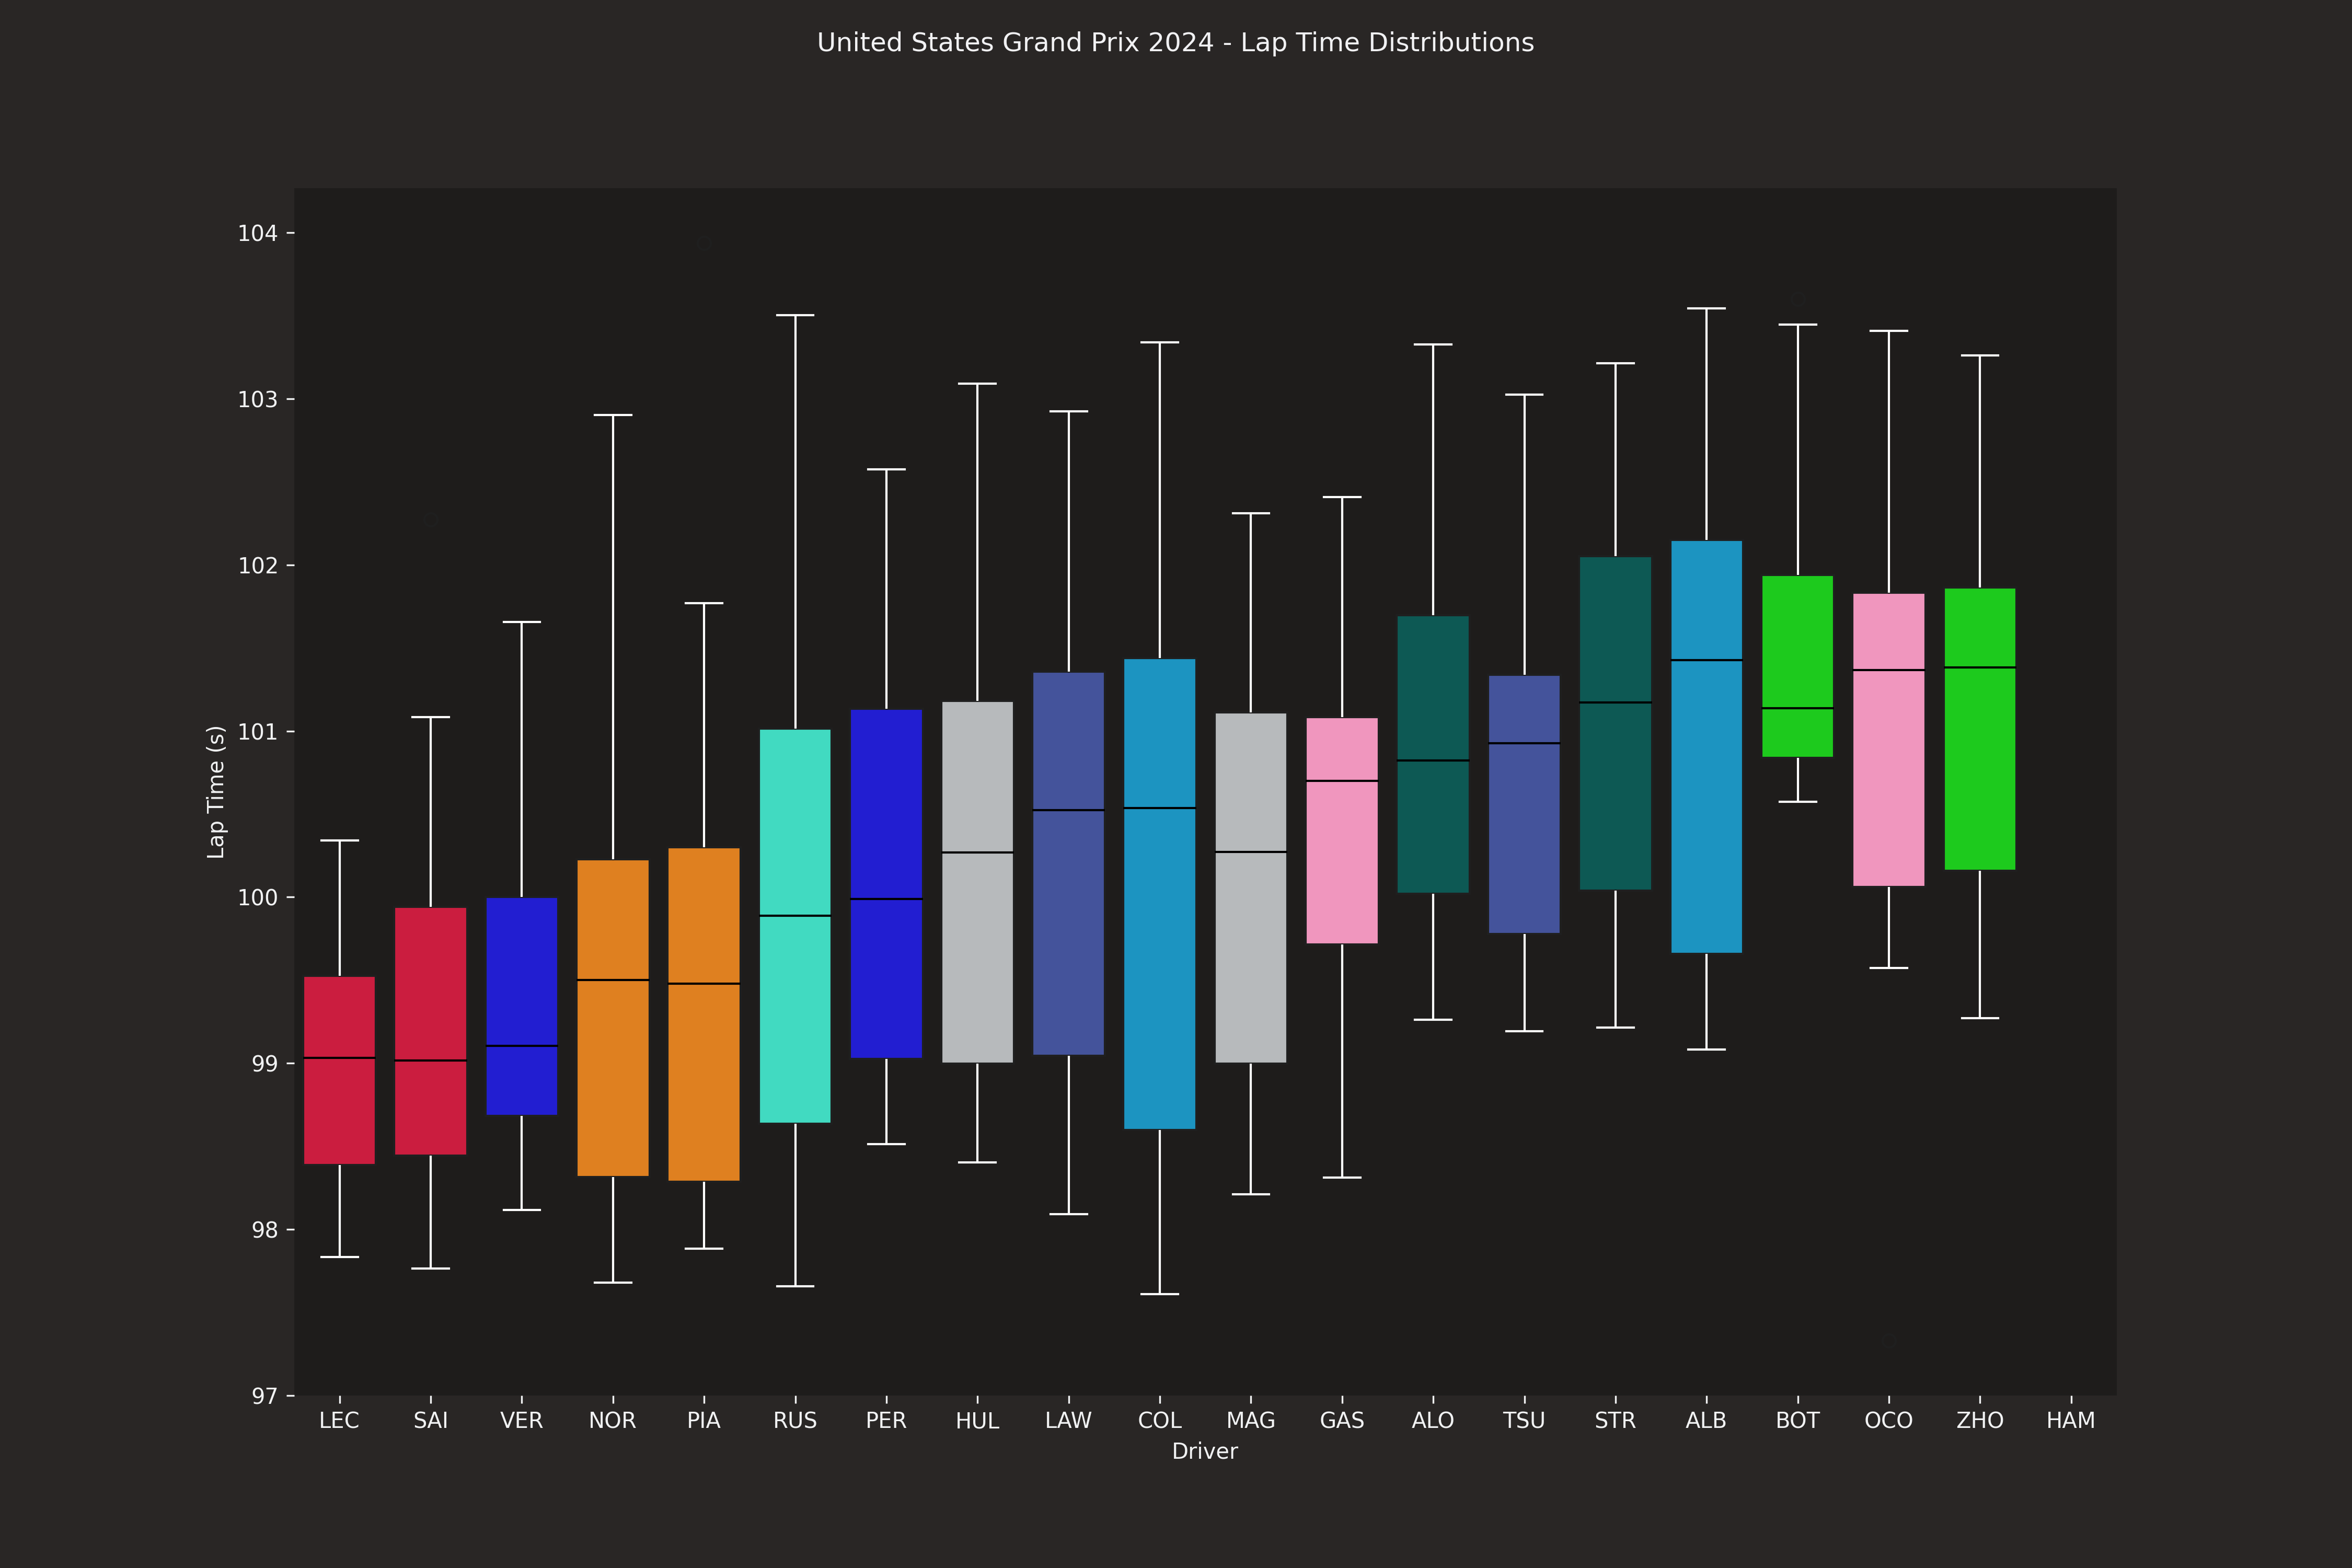 United States Grand Prix 2024 - Lap Time Distributions
104
103
102
101
100
99
98
97
Lap Time (s)
LEC SAI VER NOR PIA RUS PER HUL LAW COL MAG GAS ALO TSU STR ALB BOT OCO ZHO HAM
Driver